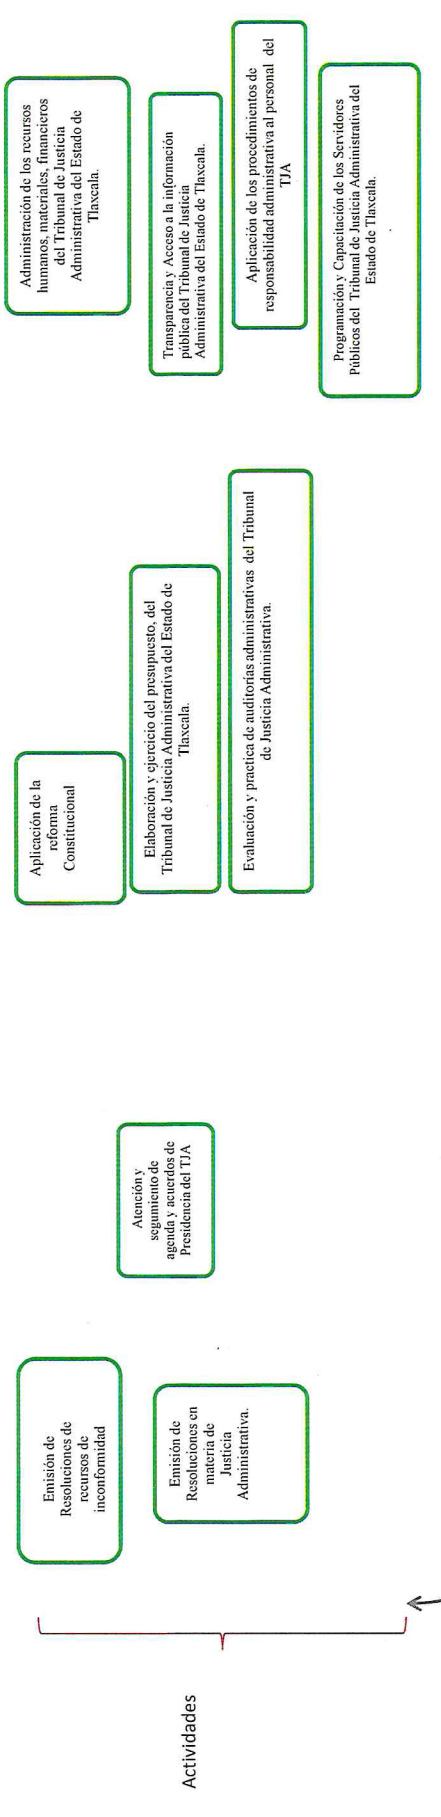 Actividades
Emisión de
Resoluciones de
recursos de
inconformidad
Emisión de
Resoluciones en
materia de
Justicia
Administrativa.
Atención y
seguimiento de
agenda y acuerdos de
Presidencia del TJA
Aplicación de la
reforma
Constitucional
Elaboración y ejercicio del presupuesto, del
Tribunal de Justicia Administrativa del Estado de
Tlaxcala.
Evaluación y practica de auditorías administrativas del Tribunal
de Justicia Administrativa.
Administración de los recursos
humanos, materiales, financieros
del Tribunal de Justicia
Administrativa del Estado de
Tlaxcala.
Transparencia y Acceso a la información
pública del Tribunal de Justicia
Administrativa del Estado de Tlaxcala.
Aplicación de los procedimientos de
responsabilidad administrativa al personal del
TJA
Programación y Capacitación de los Servidores
Públicos del Tribunal de Justicia Administrativa del
Estado de Tlaxcala.